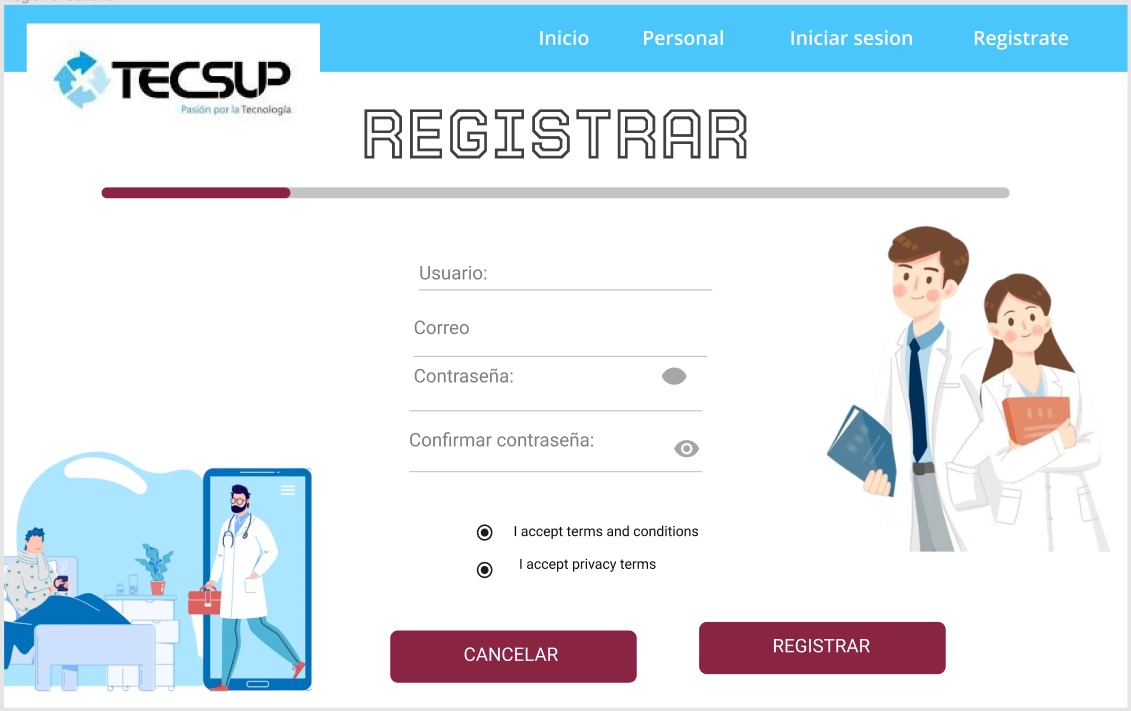 Inicio Personal Iniciar sesion Registrate
TECSUP
Pasión por la Tecnología
REGISTRAR
Usuario:
Correo
Contraseña:
Confirmar contraseña:
I accept terms and conditions
I accept privacy terms
CANCELAR
REGISTRAR